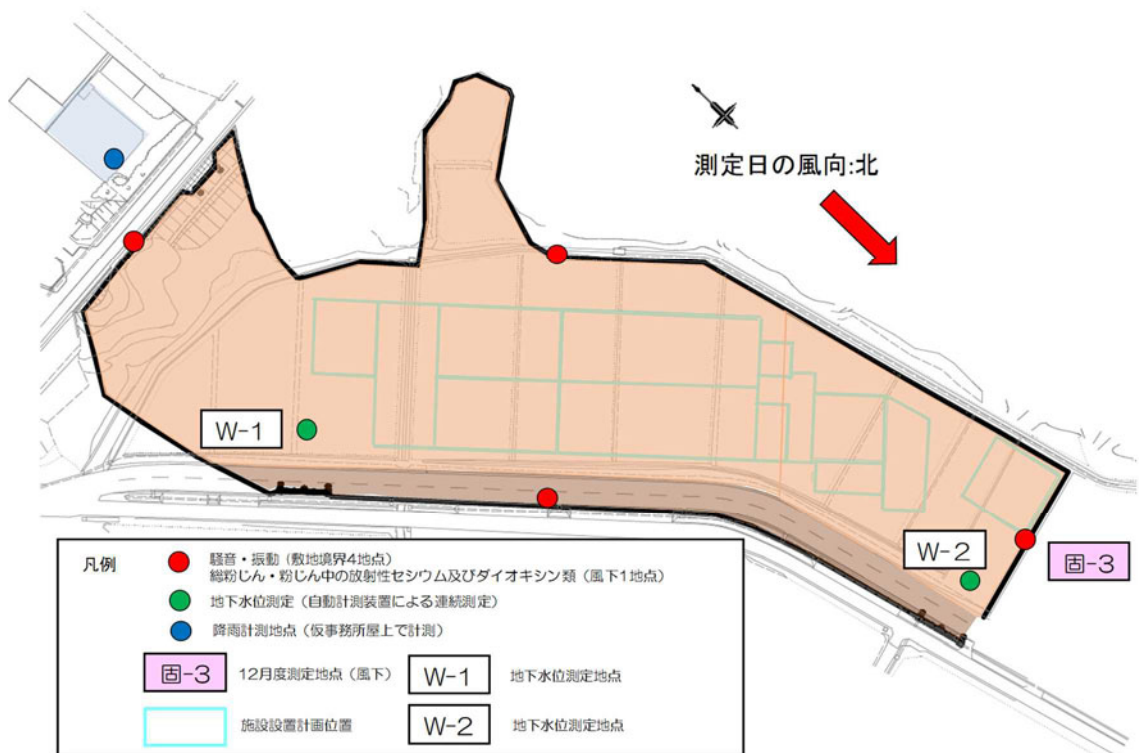 測定日の風向:北
W-1
W-2
固-3
凡例
騒音・振動(敷地境界4地点)
総粉じん・粉じん中の放射性セシウム及びダイオキシン類(風下1地点)
地下水位測定(自動計測装置による連続測定)
降雨計測地点(仮事務所屋上で計測)
固-3 12月度測定地点(風下) W-1 地下水位測定地点
施設設置計画位置 W-2 地下水位測定地点